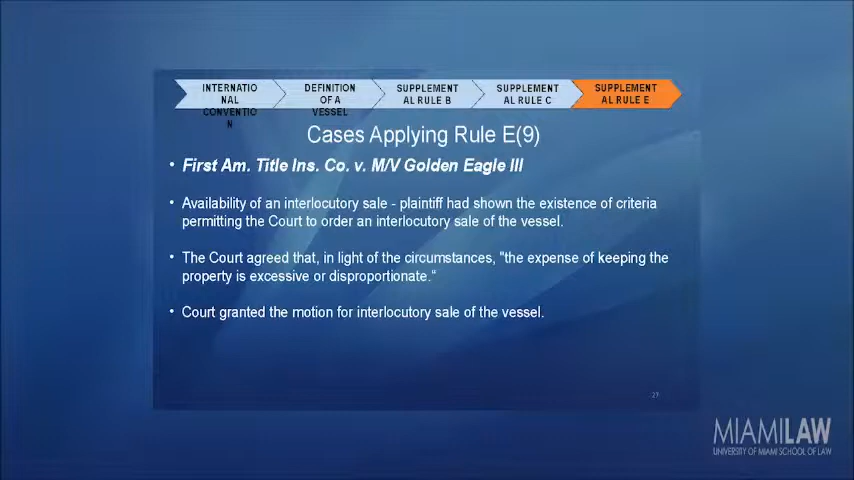 INTERNATIO
NAL
CONVENTIO
N
DEFINITION
OF A
VESSEL
SUPPLEMENT
AL RULE B
SUPPLEMENT
AL RULE C
SUPPLEMENT
AL RULE E
Cases Applying Rule E(9)
• First Am. Title Ins. Co. v. M/V Golden Eagle III
• Availability of an interlocutory sale - plaintiff had shown the existence of criteria
permitting the Court to order an interlocutory sale of the vessel.
• The Court agreed that, in light of the circumstances, "the expense of keeping the
property is excessive or disproportionate."
• Court granted the motion for interlocutory sale of the vessel.
27
MIAMILAW
UNIVERSITY OF MIAMI SCHOOL OF LAW